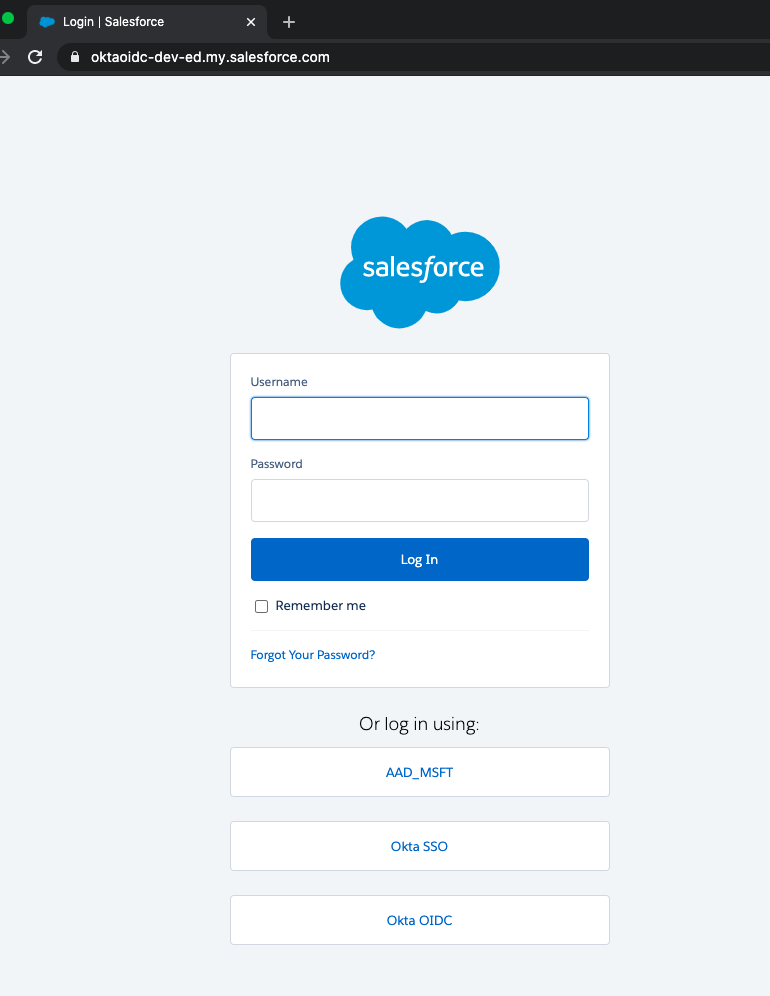 Login | Salesforce
oktaoidc-dev-ed.my.salesforce.com
salesforce
Username
Password
Log In
Remember me
Forgot Your Password?
Or log in using:
AAD_MSFT
Okta SSO
Okta OIDC